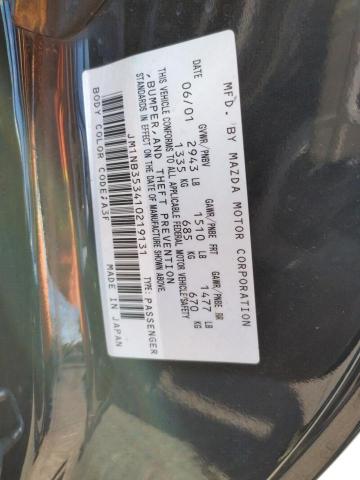 MFD. BY MAZDA MOTOR CORPORATION
DATE GVWR/PNBV GAWR/PNBE FRT GAWR/PNBE RR
06/01 2943 LB 1510 LB 1477 LB
1335 KG 685 KG 670 KG
THIS VEHICLE CONFORMS TO ALL APPLICABLE FEDERAL MOTOR VEHICLE SAFETY
,BUMPER,AND THEFT PREVENTION
STANDARDS IN EFFECT ON THE DATE OF MANUFACTURE SHOWN ABOVE.
JM1NB353410219131 TYPE: PASSENGER
BODY COLOR CODE;A3F MADE IN JAPAN